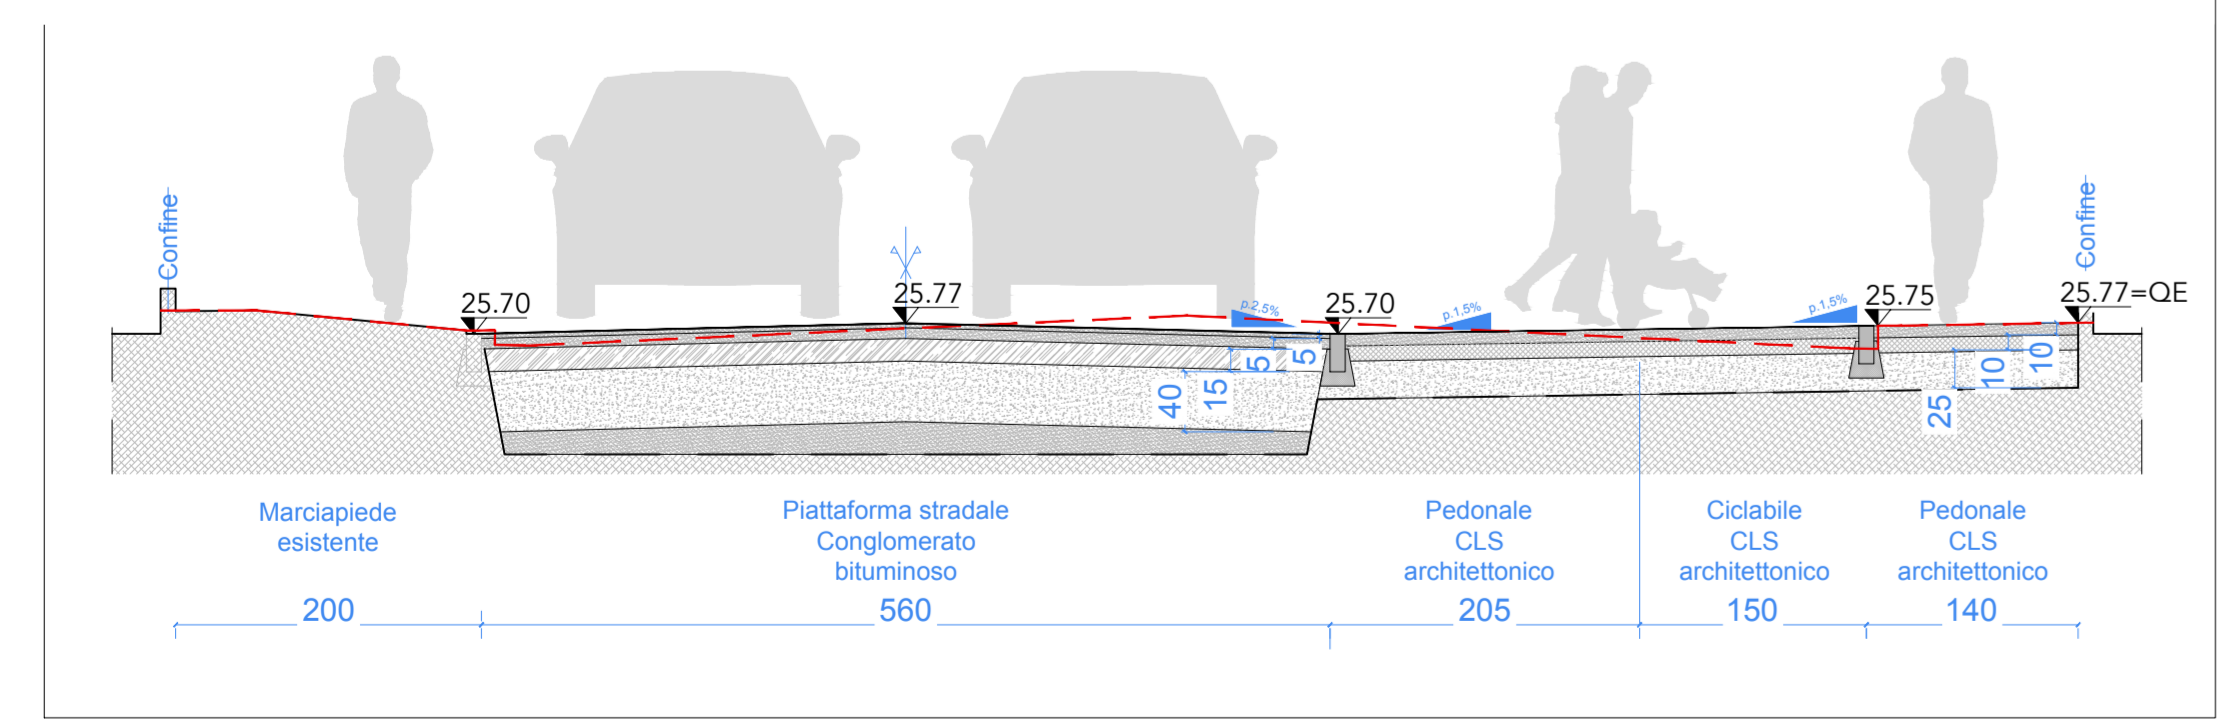 Confine
25.70
25.77
p.2,5%
25.70
p.1,5%
p.1,5%
25.75
25.77=QE
Confine
40
15
5
5
25
10
10
Marciapiede
esistente
200
Piattaforma stradale
Conglomerato
bituminoso
560
Pedonale
CLS
architettonico
205
Ciclabile
CLS
architettonico
150
Pedonale
CLS
architettonico
140